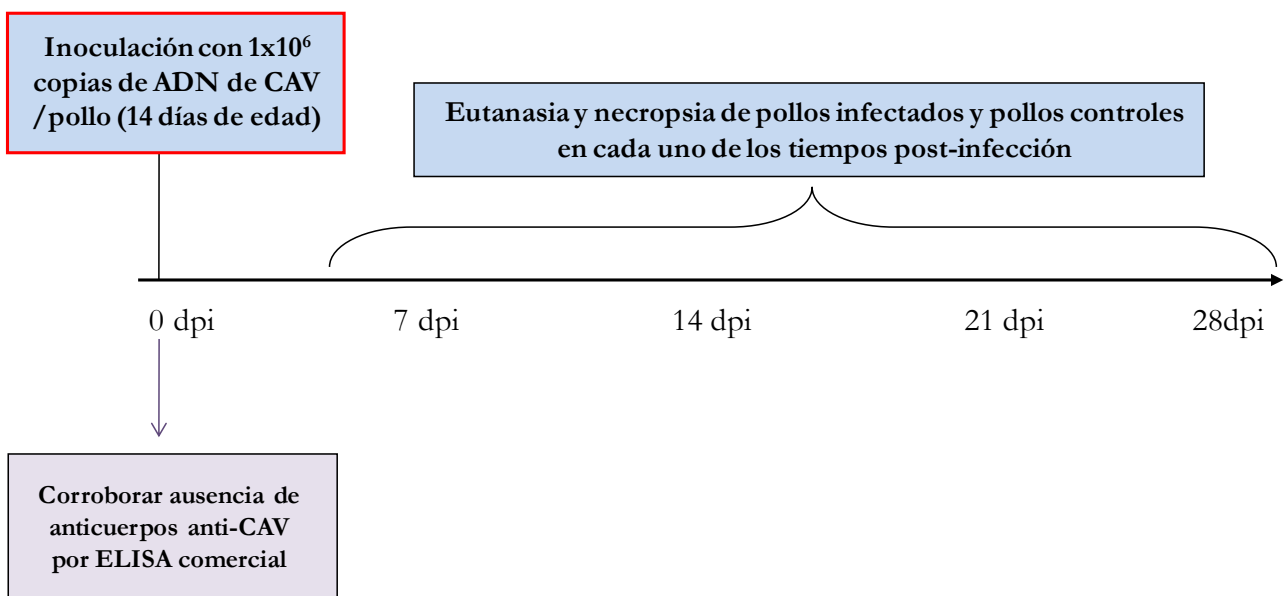 Inoculación con 1x10⁶
copias de ADN de CAV
/pollo (14 días de edad)
Eutanasia y necropsia de pollos infectados y pollos controles
en cada uno de los tiempos post-infección
0 dpi
7 dpi
14 dpi
21 dpi
28dpi
Corroborar ausencia de
anticuerpos anti-CAV
por ELISA comercial